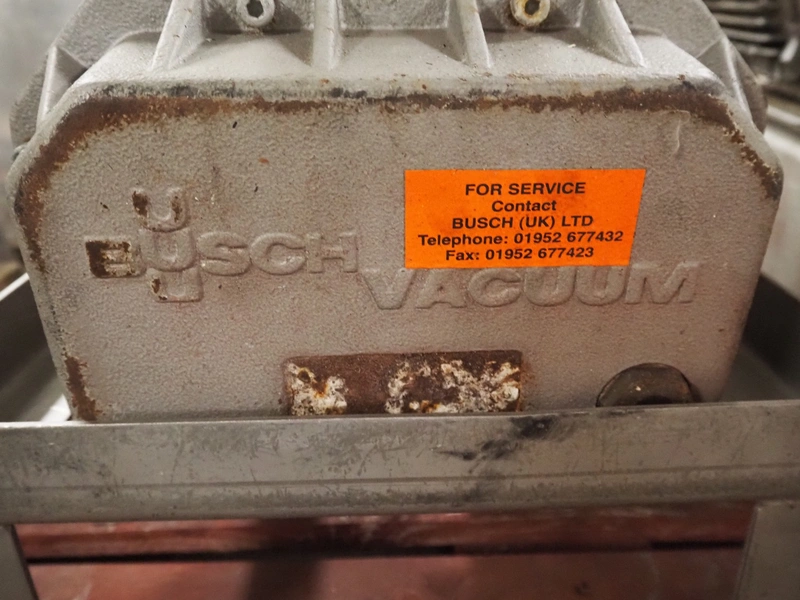 FOR SERVICE
Contact
BUSCH (UK) LTD
Telephone: 01952 677432
Fax: 01952 677423
BUSCH
VACUUM